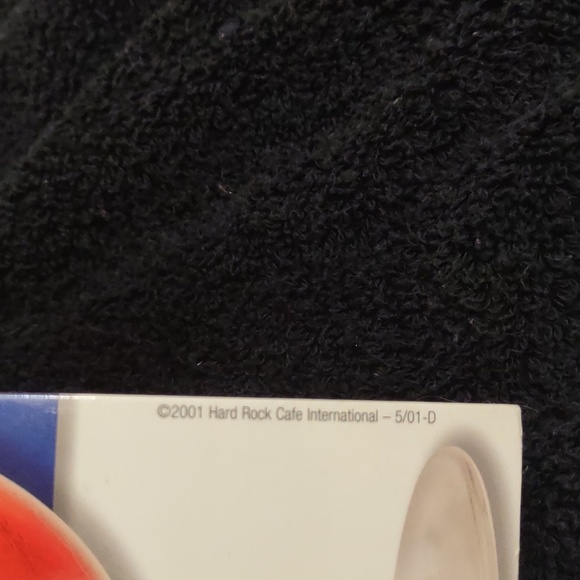 ©2001 Hard Rock Cafe International – 5/01-D